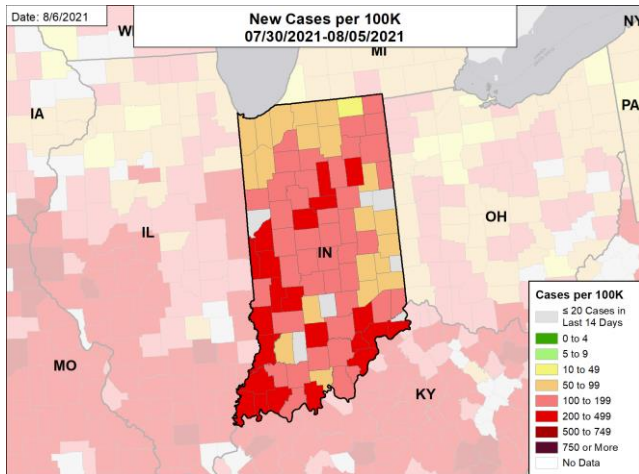 Date: 8/6/2021
New Cases per 100K
07/30/2021-08/05/2021
WI
MI
NY
IA
PA
IL
IN
OH
MO
KY
Cases per 100K
≤ 20 Cases in
Last 14 Days
0 to 4
5 to 9
10 to 49
50 to 99
100 to 199
200 to 499
500 to 749
750 or More
No Data